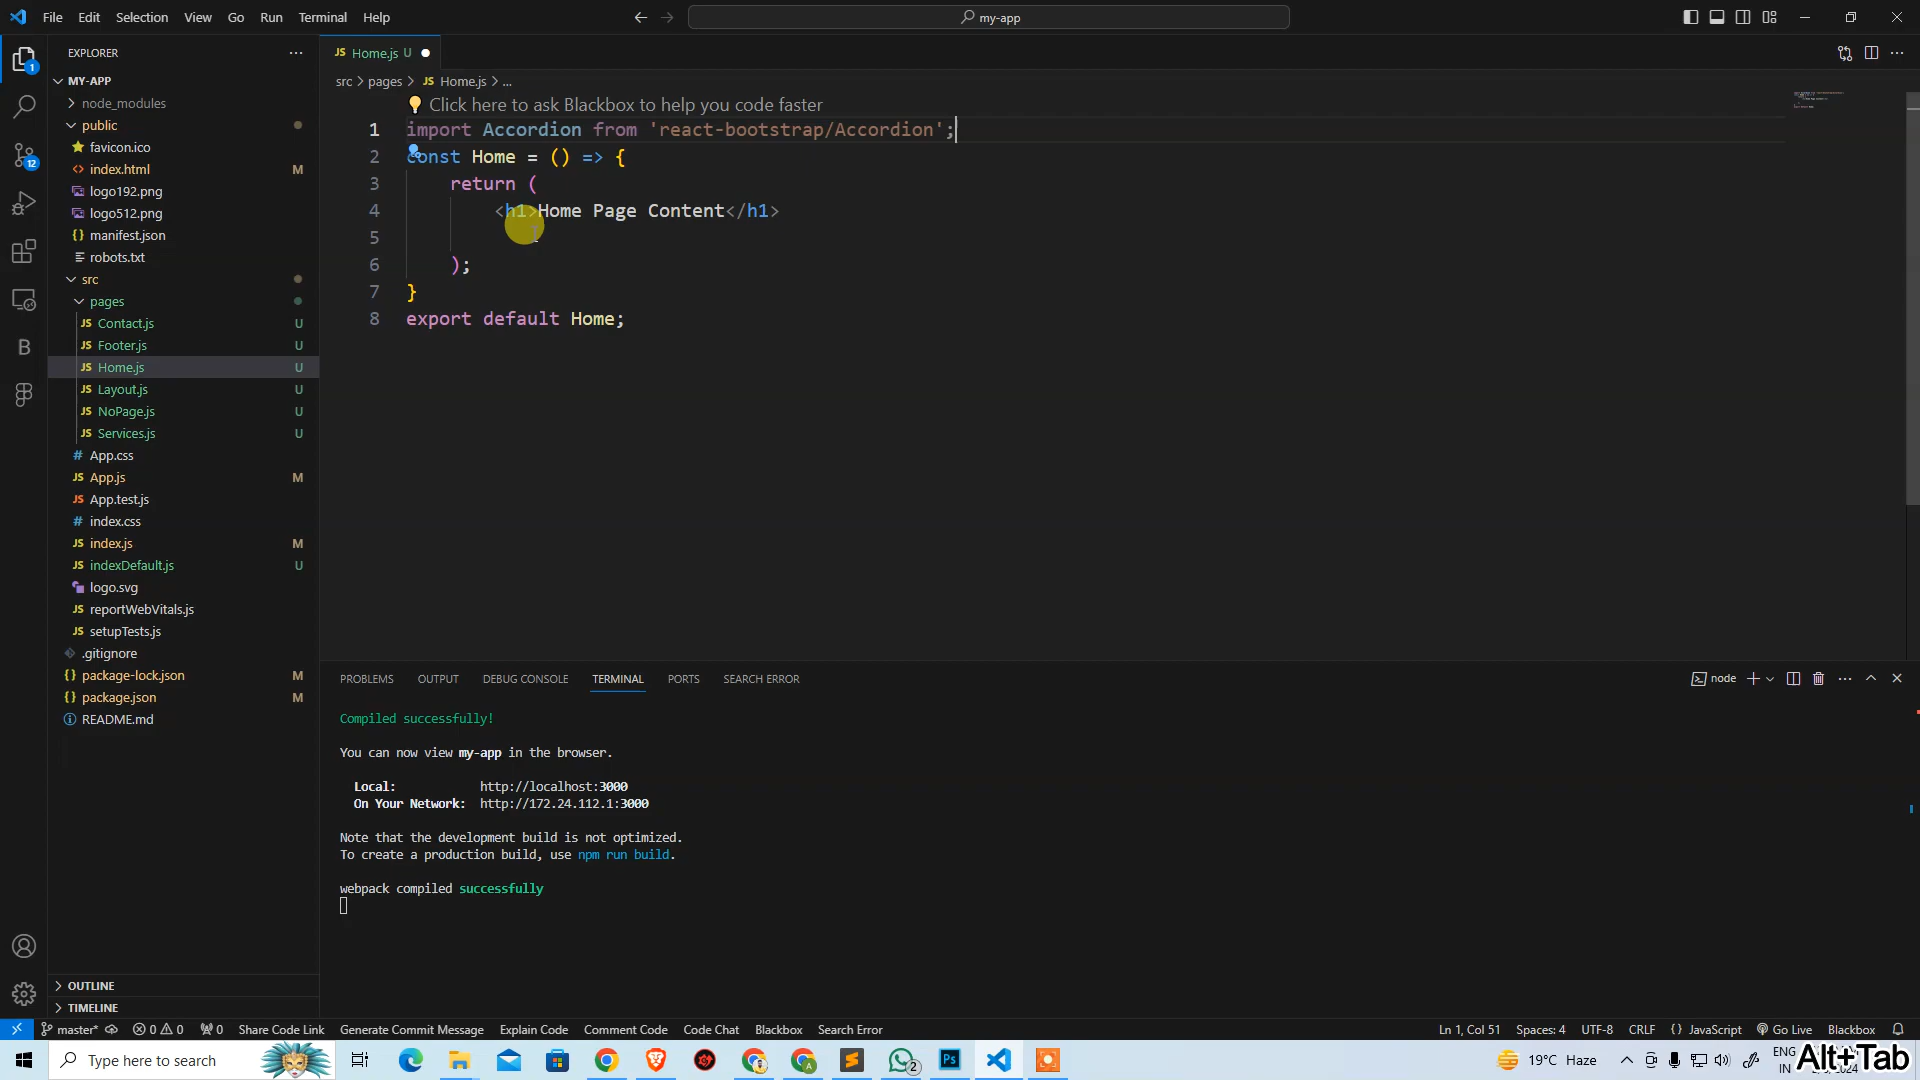 File Edit Selection View Go Run Terminal Help
my-app
EXPLORER
MY-APP
node_modules
public
favicon.ico
index.html M
logo192.png
logo512.png
manifest.json
robots.txt
src
pages
Contact.js U
Footer.js U
Home.js U
Layout.js U
NoPage.js U
Services.js U
App.css
App.js M
App.test.js
index.css
index.js M
indexDefault.js U
logo.svg
reportWebVitals.js
setupTests.js
.gitignore
package-lock.json M
package.json M
README.md
OUTLINE
TIMELINE
1
12
JS Home.js U
src > pages > JS Home.js > ...
Click here to ask Blackbox to help you code faster
1 import Accordion from 'react-bootstrap/Accordion';
2 const Home = () => {
3 return (
4 <h1>Home Page Content</h1>
5
6 );
7 }
8 export default Home;
PROBLEMS OUTPUT DEBUG CONSOLE TERMINAL PORTS SEARCH ERROR
node
Compiled successfully!
You can now view my-app in the browser.
Local: http://localhost:3000
On Your Network: http://172.24.112.1:3000
Note that the development build is not optimized.
To create a production build, use npm run build.
webpack compiled successfully
master* 0 0 0 Share Code Link Generate Commit Message Explain Code Comment Code Code Chat Blackbox Search Error
Ln 1, Col 51 Spaces: 4 UTF-8 CRLF {} JavaScript Go Live Blackbox
Type here to search
2
Ps
19°C Haze
ENG
IN
Alt+Tab